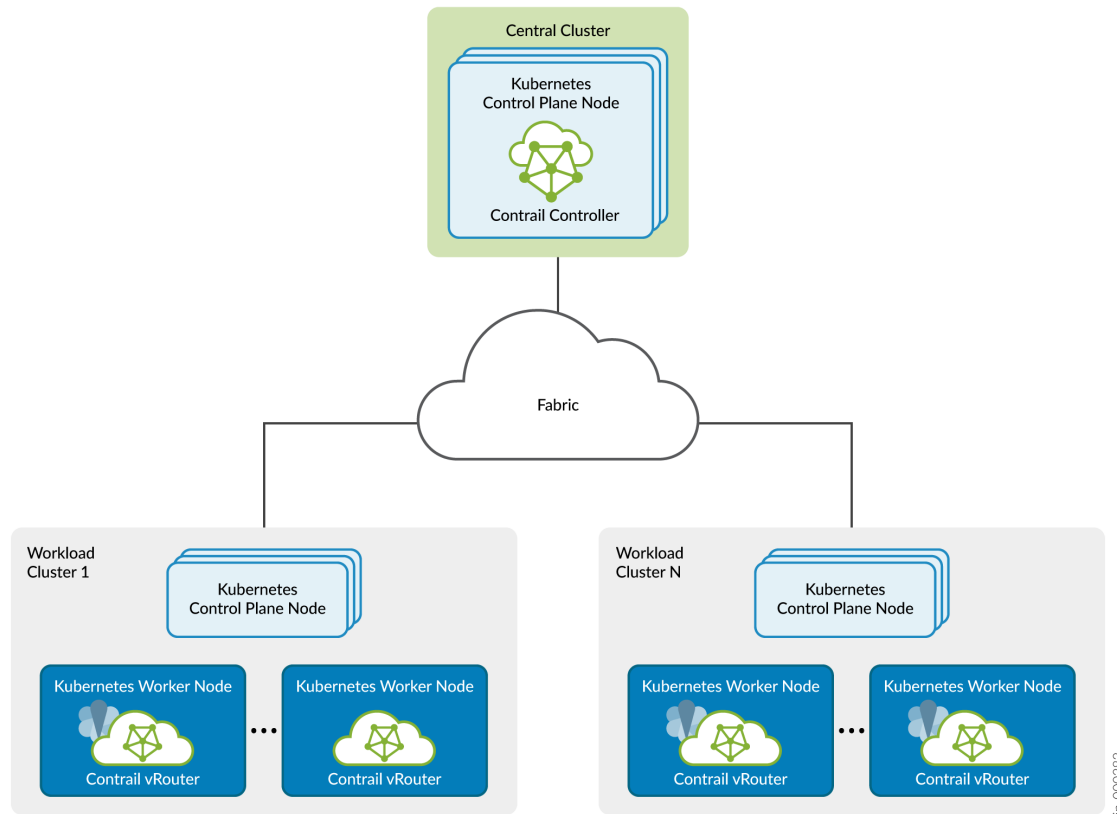 Central Cluster
Kubernetes
Control Plane Node
Contrail Controller
Fabric
Workload
Cluster 1
Kubernetes
Control Plane Node
Kubernetes Worker Node
Contrail vRouter
...
Kubernetes Worker Node
Contrail vRouter
Workload
Cluster N
Kubernetes
Control Plane Node
Kubernetes Worker Node
Contrail vRouter
...
Kubernetes Worker Node
Contrail vRouter